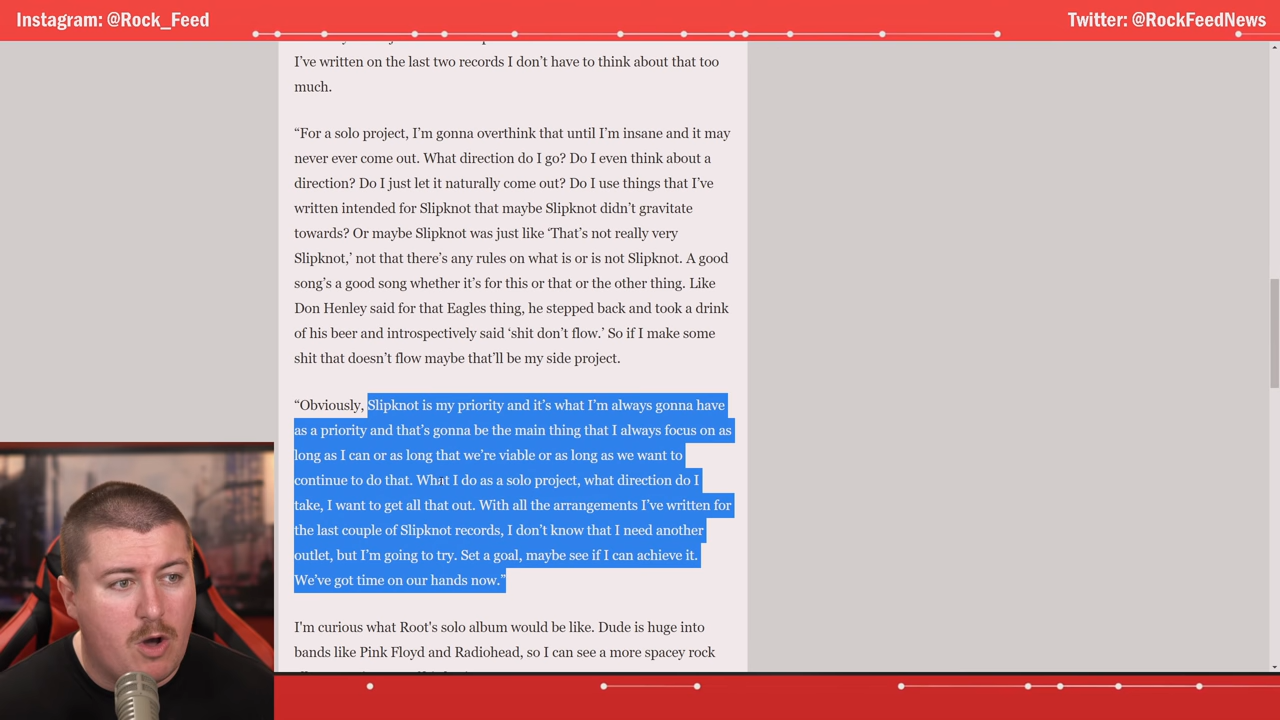 Instagram: @Rock_Feed
Twitter: @RockFeedNews
I’ve written on the last two records I don’t have to think about that too
much.
“For a solo project, I’m gonna overthink that until I’m insane and it may
never ever come out. What direction do I go? Do I even think about a
direction? Do I just let it naturally come out? Do I use things that I’ve
written intended for Slipknot that maybe Slipknot didn’t gravitate
towards? Or maybe Slipknot was just like ‘That’s not really very
Slipknot,’ not that there’s any rules on what is or is not Slipknot. A good
song’s a good song whether it’s for this or that or the other thing. Like
Don Henley said for that Eagles thing, he stepped back and took a drink
of his beer and introspectively said ‘shit don’t flow.’ So if I make some
shit that doesn’t flow maybe that’ll be my side project.
“Obviously, Slipknot is my priority and it’s what I’m always gonna have
as a priority and that’s gonna be the main thing that I always focus on as
long as I can or as long that we’re viable or as long as we want to
continue to do that. What I do as a solo project, what direction do I
take, I want to get all that out. With all the arrangements I’ve written for
the last couple of Slipknot records, I don’t know that I need another
outlet, but I’m going to try. Set a goal, maybe see if I can achieve it.
We’ve got time on our hands now.”
I'm curious what Root's solo album would be like. Dude is huge into
bands like Pink Floyd and Radiohead, so I can see a more spacey rock